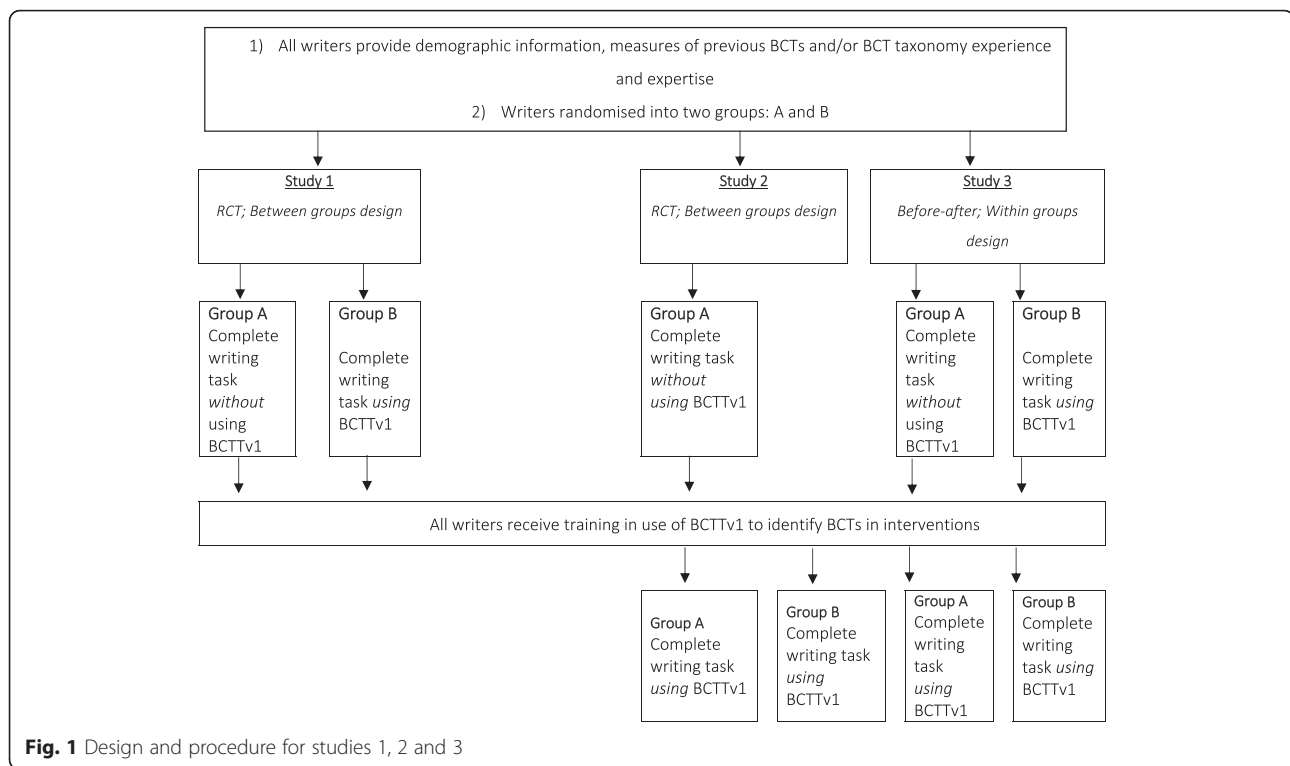 1) All writers provide demographic information, measures of previous BCTs and/or BCT taxonomy experience
and expertise
2) Writers randomised into two groups: A and B
Study 1
RCT; Between groups design
Study 2
RCT; Between groups design
Study 3
Before-after; Within groups
design
Group A
Complete
writing
task
without
using
BCTTv1
Group B
Complete
writing
task using
BCTTv1
Group A
Complete
writing task
without
using BCTTv1
Group A
Complete
writing
task
without
using
BCTTv1
Group B
Complete
writing
task using
BCTTv1
All writers receive training in use of BCTTv1 to identify BCTs in interventions
Group A
Complete
writing task
using BCTTv1
Group B
Complete
writing task
using
BCTTv1
Group A
Complete
writing
task
using
BCTTv1
Group B
Complete
writing
task using
BCTTv1
Fig. 1 Design and procedure for studies 1, 2 and 3